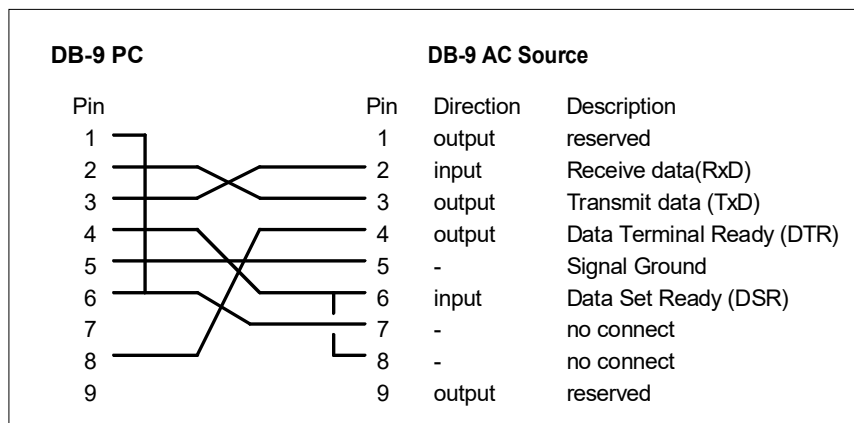 DB-9 PC DB-9 AC Source
Pin Pin Direction Description
1 1 output reserved
2 2 input Receive data(RxD)
3 3 output Transmit data (TxD)
4 4 output Data Terminal Ready (DTR)
5 5 - Signal Ground
6 6 input Data Set Ready (DSR)
7 7 - no connect
8 8 - no connect
9 9 output reserved